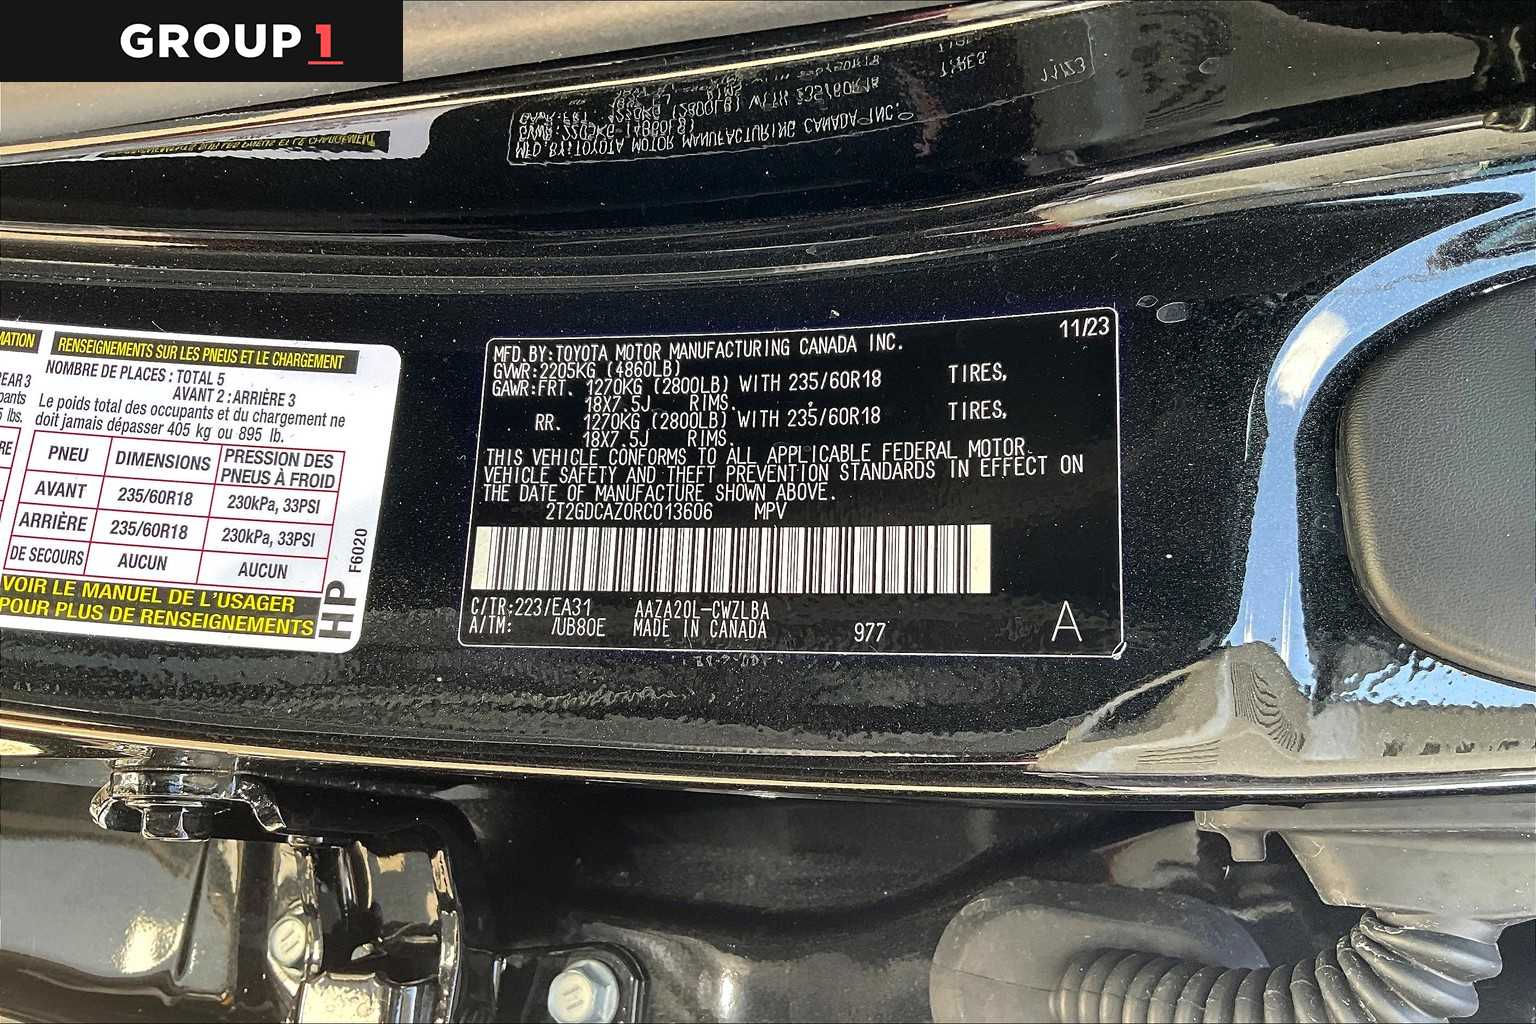 GROUP 1
MATION
REAR 3
pants
5 lbs.
RE
RENSEIGNEMENTS SUR LES PNEUS ET LE CHARGEMENT
NOMBRE DE PLACES : TOTAL 5
AVANT 2 : ARRIÈRE 3
Le poids total des occupants et du chargement ne
doit jamais dépasser 405 kg ou 895 lb.
PNEU DIMENSIONS PRESSION DES PNEUS À FROID
AVANT 235/60R18 230kPa, 33PSI
ARRIÈRE 235/60R18 230kPa, 33PSI
DE SECOURS AUCUN AUCUN
VOIR LE MANUEL DE L'USAGER
POUR PLUS DE RENSEIGNEMENTS
HP F6020
11/23
MFD.BY:TOYOTA MOTOR MANUFACTURING CANADA INC.
GVWR:2205KG (4860LB)
GAWR:FRT. 1270KG (2800LB) WITH 235/60R18 TIRES,
18X7.5J RIMS,
RR. 1270KG (2800LB) WITH 235/60R18 TIRES,
18X7.5J RIMS.
THIS VEHICLE CONFORMS TO ALL APPLICABLE FEDERAL MOTOR
VEHICLE SAFETY AND THEFT PREVENTION STANDARDS IN EFFECT ON
THE DATE OF MANUFACTURE SHOWN ABOVE.
2T2GDCAZ0RC013606 MPV
C/TR:223/EA31 AAZA20L-CWZLBA
A/TM: /UB80E MADE IN CANADA 977 A